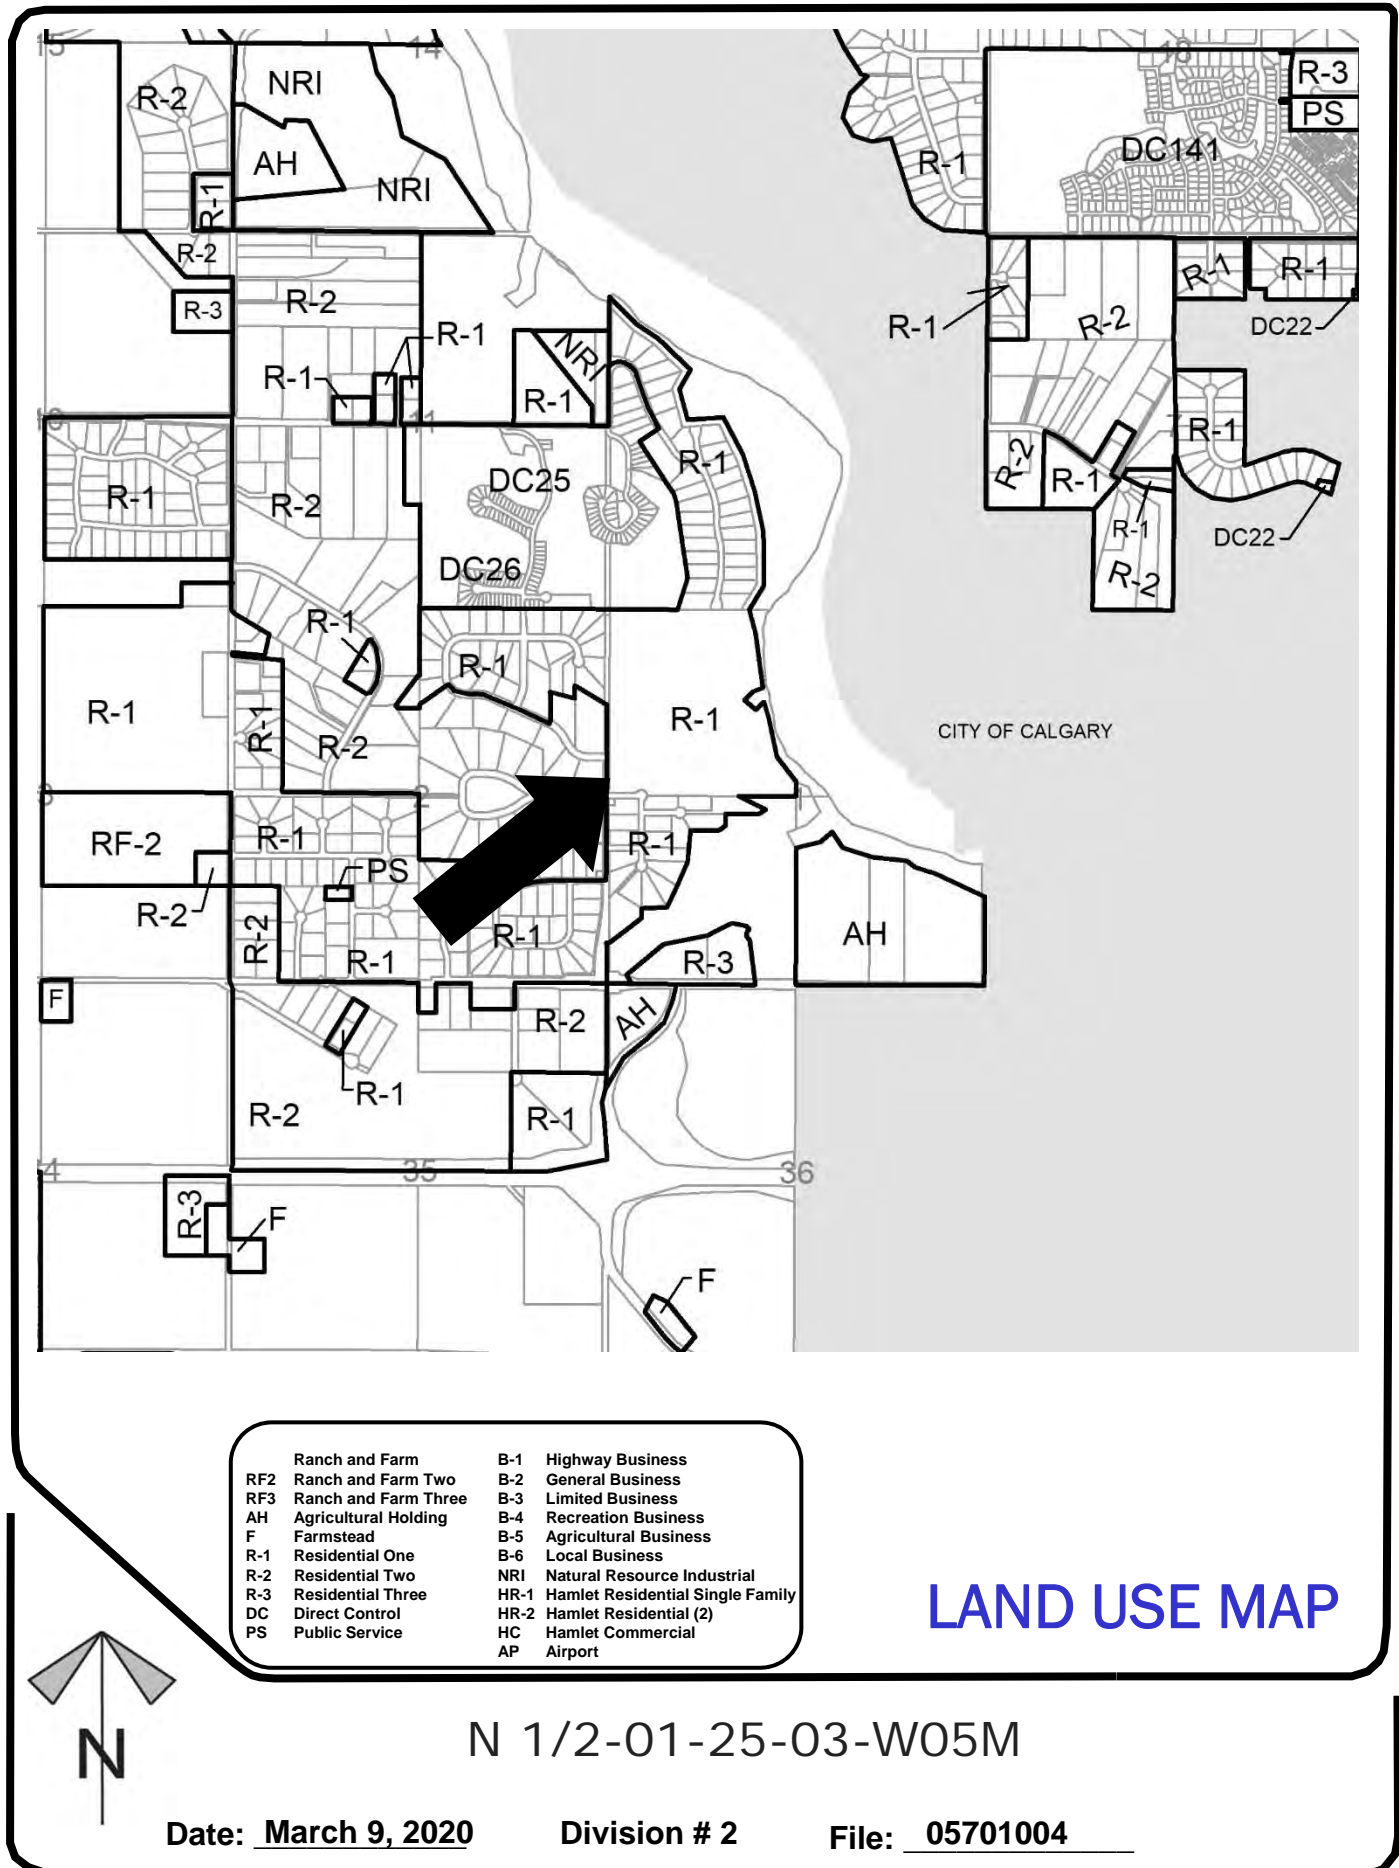 15
14
NRI
R-2
AH
NRI
R-1
R-2
R-3
R-2
R-1
R-1
NRI
R-1
10
11
R-1
R-2
DC25
R-1
DC26
R-1
R-1
R-1
R-1
R-2
R-1
R-1
3
2
1
RF-2
R-1
R-1
PS
R-2
R-2
R-1
R-1
R-3
AH
F
R-2
AH
R-1
R-2
R-1
35
36
R-3
F
F
18
R-3
PS
R-1
DC141
R-1
R-1
R-1
R-2
DC22
7
R-1
R-2
R-1
R-1
DC22
R-2
CITY OF CALGARY
Ranch and Farm
RF2 Ranch and Farm Two
RF3 Ranch and Farm Three
AH Agricultural Holding
F Farmstead
R-1 Residential One
R-2 Residential Two
R-3 Residential Three
DC Direct Control
PS Public Service
B-1 Highway Business
B-2 General Business
B-3 Limited Business
B-4 Recreation Business
B-5 Agricultural Business
B-6 Local Business
NRI Natural Resource Industrial
HR-1 Hamlet Residential Single Family
HR-2 Hamlet Residential (2)
HC Hamlet Commercial
AP Airport
LAND USE MAP
N
N 1/2-01-25-03-W05M
Date: March 9, 2020 Division # 2 File: 05701004